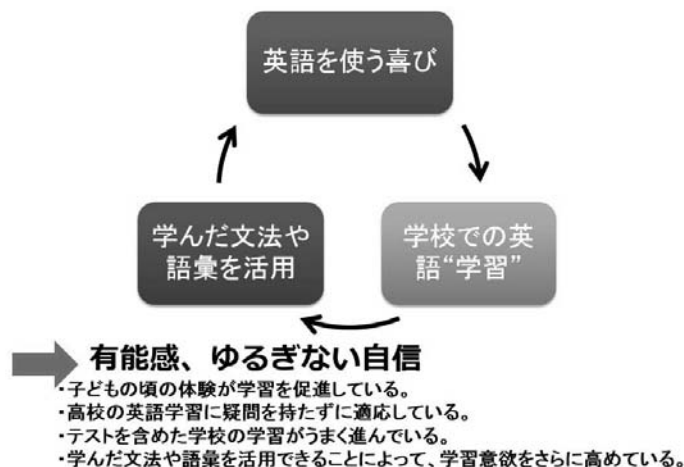 英語を使う喜び
学校での英
語“学習”
学んだ文法や
語彙を活用
有能感、ゆるぎない自信
・子どもの頃の体験が学習を促進している。
・高校の英語学習に疑問を持たずに適応している。
・テストを含めた学校の学習がうまく進んでいる。
・学んだ文法や語彙を活用できることによって、学習意欲をさらに高めている。